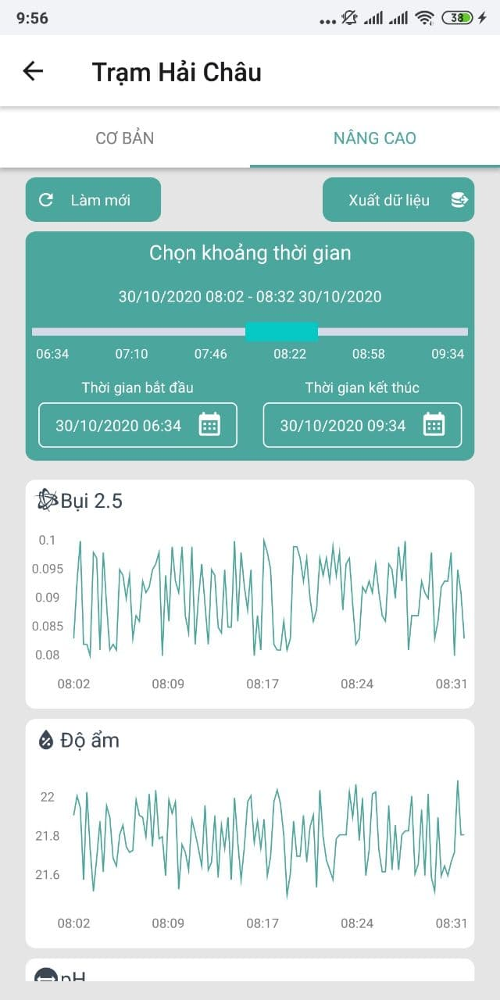 9:56
38
Trạm Hải Châu
CƠ BẢN NÂNG CAO
Làm mới Xuất dữ liệu
Chọn khoảng thời gian
30/10/2020 08:02 - 08:32 30/10/2020
06:34 07:10 07:46 08:22 08:58 09:34
Thời gian bắt đầu Thời gian kết thúc
30/10/2020 06:34 30/10/2020 09:34
Bụi 2.5
0.1
0.095
0.09
0.085
0.08
08:02 08:09 08:17 08:24 08:31
Độ ẩm
22
21.8
21.6
08:02 08:09 08:17 08:24 08:31
pH